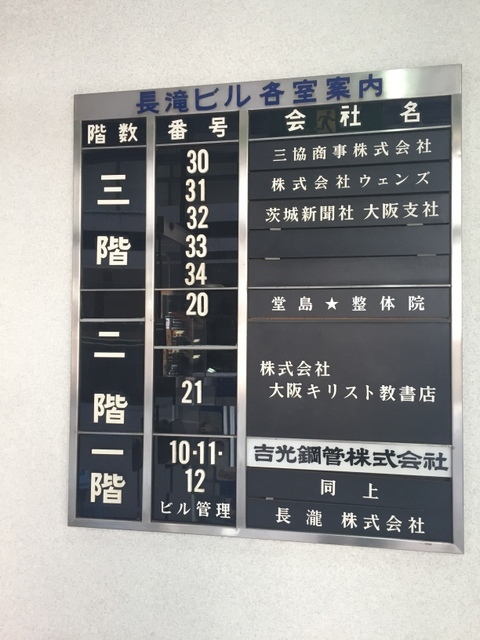 長滝ビル各室案内
階数 番号 会社名
三階
30 三協商事株式会社
31 株式会社ウェンズ
32 茨城新聞社 大阪支社
33
34
二階
20 堂島★整体院
21 株式会社
大阪キリスト教書店
一階
10·11· 吉光鋼管株式会社
12 同上
ビル管理 長瀧 株式会社